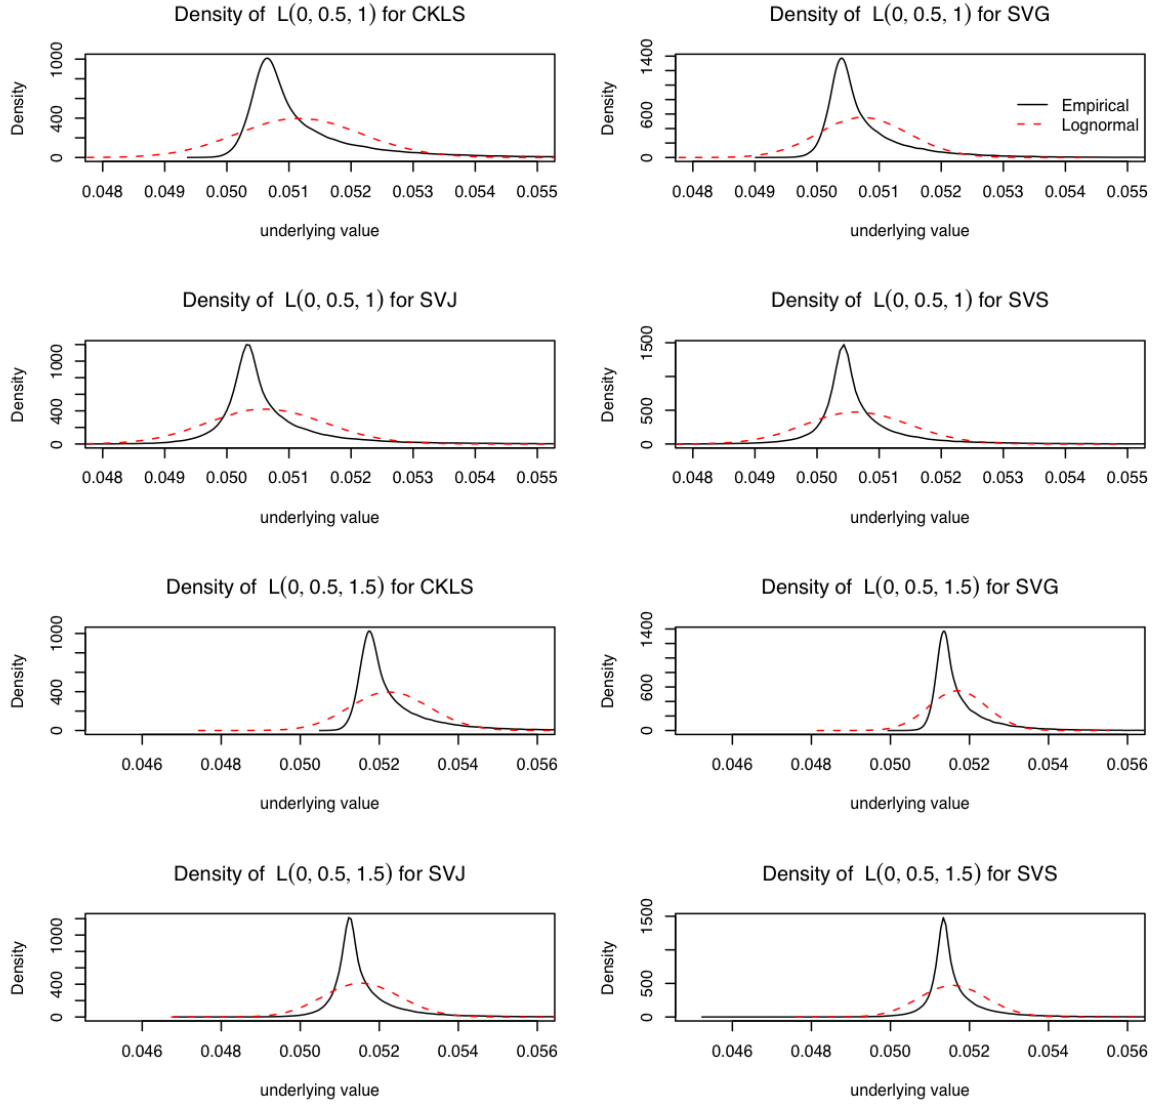 Density of L(0, 0.5, 1) for CKLS
Density
1000
400
0
0.048 0.049 0.050 0.051 0.052 0.053 0.054 0.055
underlying value
Density of L(0, 0.5, 1) for SVG
Density
1400
600
0
Empirical
Lognormal
0.048 0.049 0.050 0.051 0.052 0.053 0.054 0.055
underlying value
Density of L(0, 0.5, 1) for SVJ
Density
1000
400
0
0.048 0.049 0.050 0.051 0.052 0.053 0.054 0.055
underlying value
Density of L(0, 0.5, 1) for SVS
Density
1500
500
0
0.048 0.049 0.050 0.051 0.052 0.053 0.054 0.055
underlying value
Density of L(0, 0.5, 1.5) for CKLS
Density
1000
400
0
0.046 0.048 0.050 0.052 0.054 0.056
underlying value
Density of L(0, 0.5, 1.5) for SVG
Density
1400
600
0
0.046 0.048 0.050 0.052 0.054 0.056
underlying value
Density of L(0, 0.5, 1.5) for SVJ
Density
1000
400
0
0.046 0.048 0.050 0.052 0.054 0.056
underlying value
Density of L(0, 0.5, 1.5) for SVS
Density
1500
500
0
0.046 0.048 0.050 0.052 0.054 0.056
underlying value